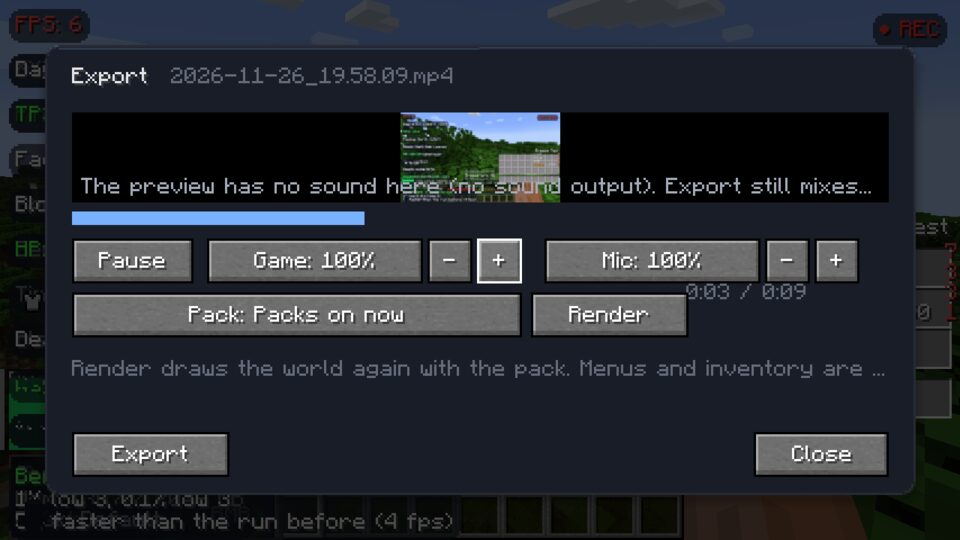 FPS: 6
REC
Export 2026-11-26_19.58.09.mp4
The preview has no sound here (no sound output). Export still mixes...
Pause
Game: 100%
-
+
Mic: 100%
-
+
0:03 / 0:09
Pack: Packs on now
Render
Render draws the world again with the pack. Menus and inventory are ...
Export
Close
faster than the run before (4 fps)